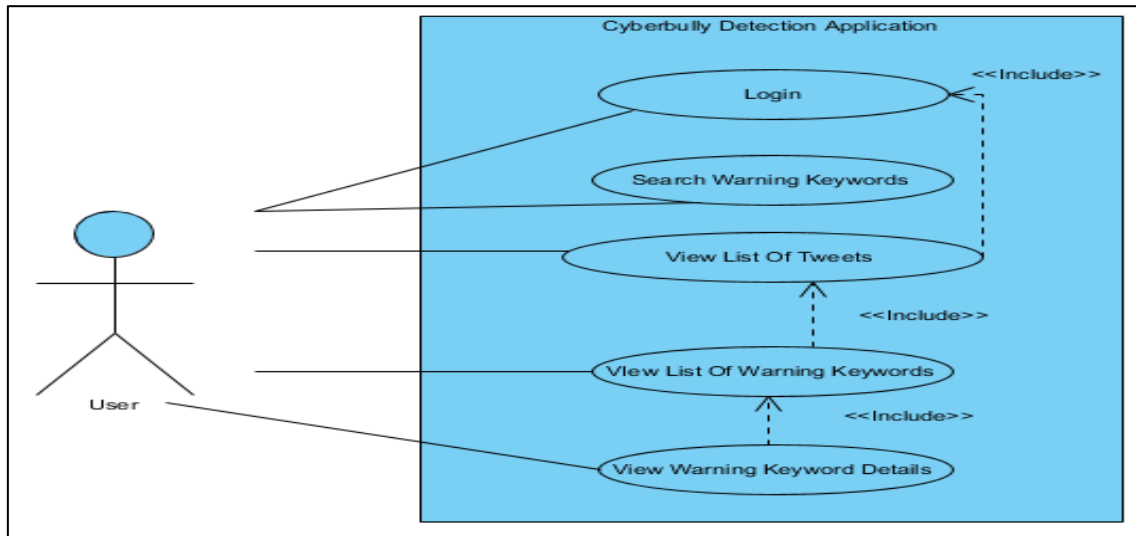 Cyberbully Detection Application
<<Include>>
Login
Search Warning Keywords
View List Of Tweets
<<Include>>
VIew List Of Warning Keywords
User
<<Include>>
View Warning Keyword Details